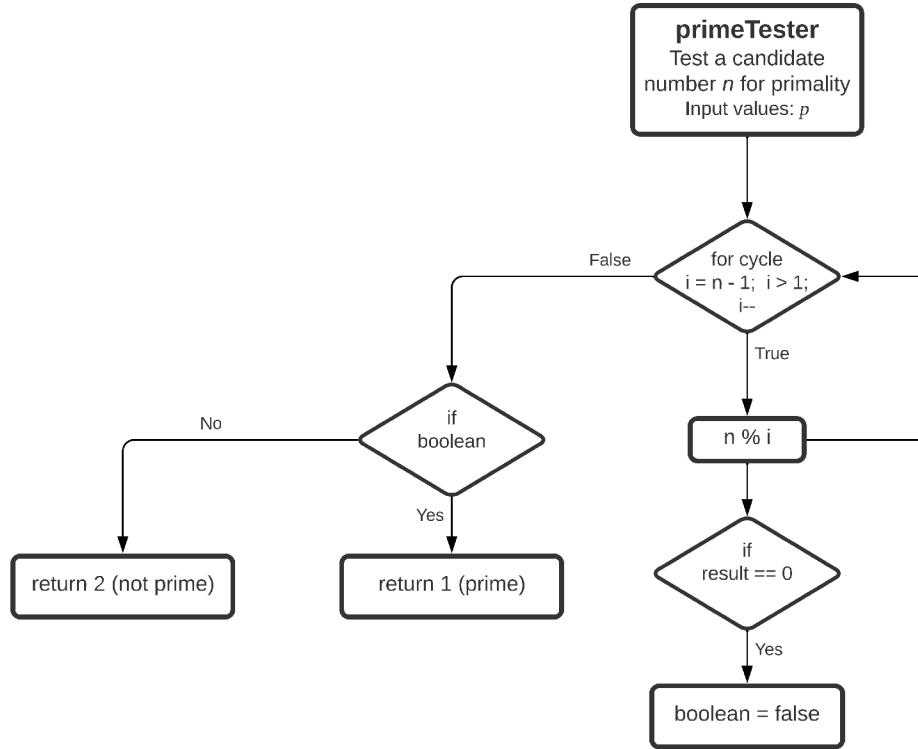 primeTester
Test a candidate
number n for primality
Input values: p
for cycle
i = n - 1;  i > 1;
i--
False
True
if
boolean
No
Yes
n % i
return 2 (not prime)
return 1 (prime)
if
result == 0
Yes
boolean = false